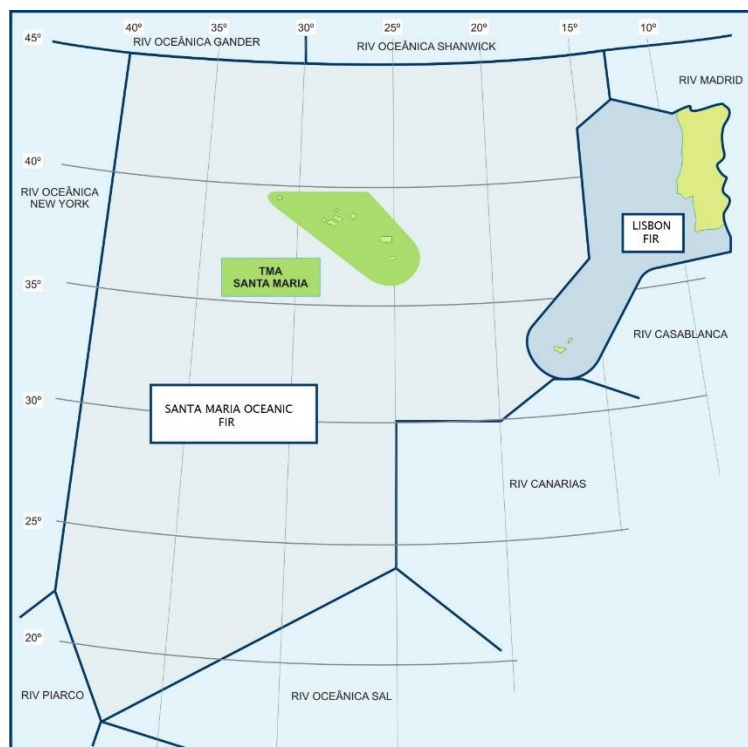 40º
35º
30º
25º
20º
15º
10º
45º
RIV OCEÂNICA GANDER
RIV OCEÂNICA SHANWICK
RIV MADRID
40º
RIV OCEÂNICA
NEW YORK
LISBON
FIR
TMA
SANTA MARIA
35º
RIV CASABLANCA
30º
SANTA MARIA OCEANIC
FIR
RIV CANARIAS
25º
20º
RIV PIARCO
RIV OCEÂNICA SAL